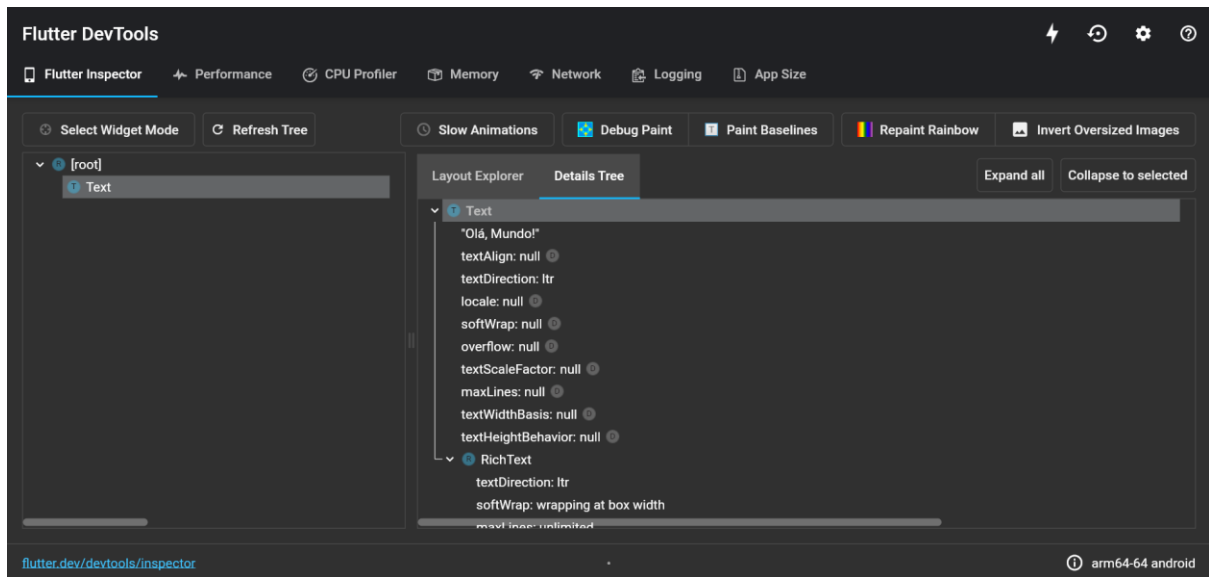 Flutter DevTools
Flutter Inspector Performance CPU Profiler Memory Network Logging App Size
Select Widget Mode Refresh Tree Slow Animations Debug Paint Paint Baselines Repaint Rainbow Invert Oversized Images
[root]
Text
Layout Explorer Details Tree Expand all Collapse to selected
Text
"Olá, Mundo!"
textAlign: null
textDirection: ltr
locale: null
softWrap: null
overflow: null
textScaleFactor: null
maxLines: null
textWidthBasis: null
textHeightBehavior: null
RichText
textDirection: ltr
softWrap: wrapping at box width
maxLines: unlimited
flutter.dev/devtools/inspector
arm64-64 android